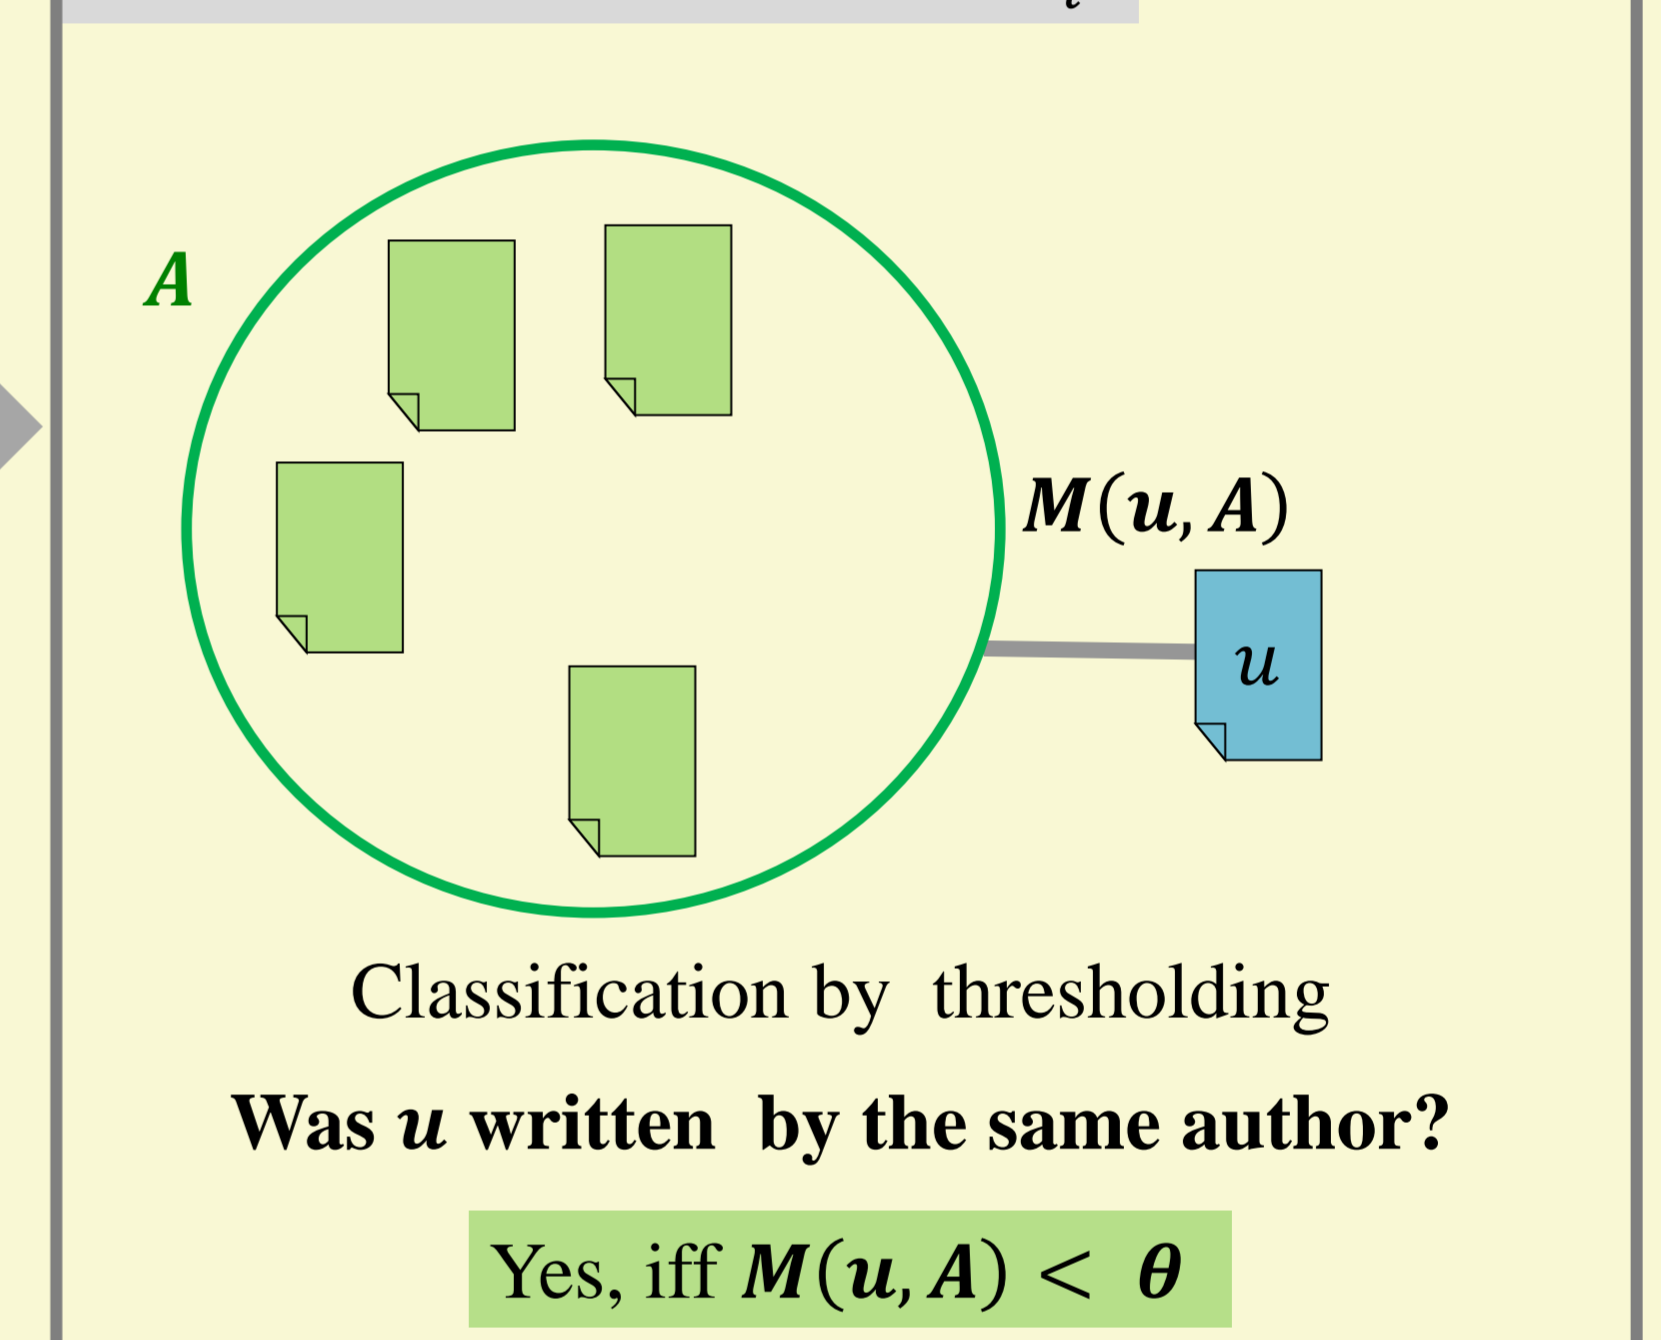 A
M(u, A)
u
Classification by thresholding
Was u written by the same author?
Yes, iff M(u, A) < θ